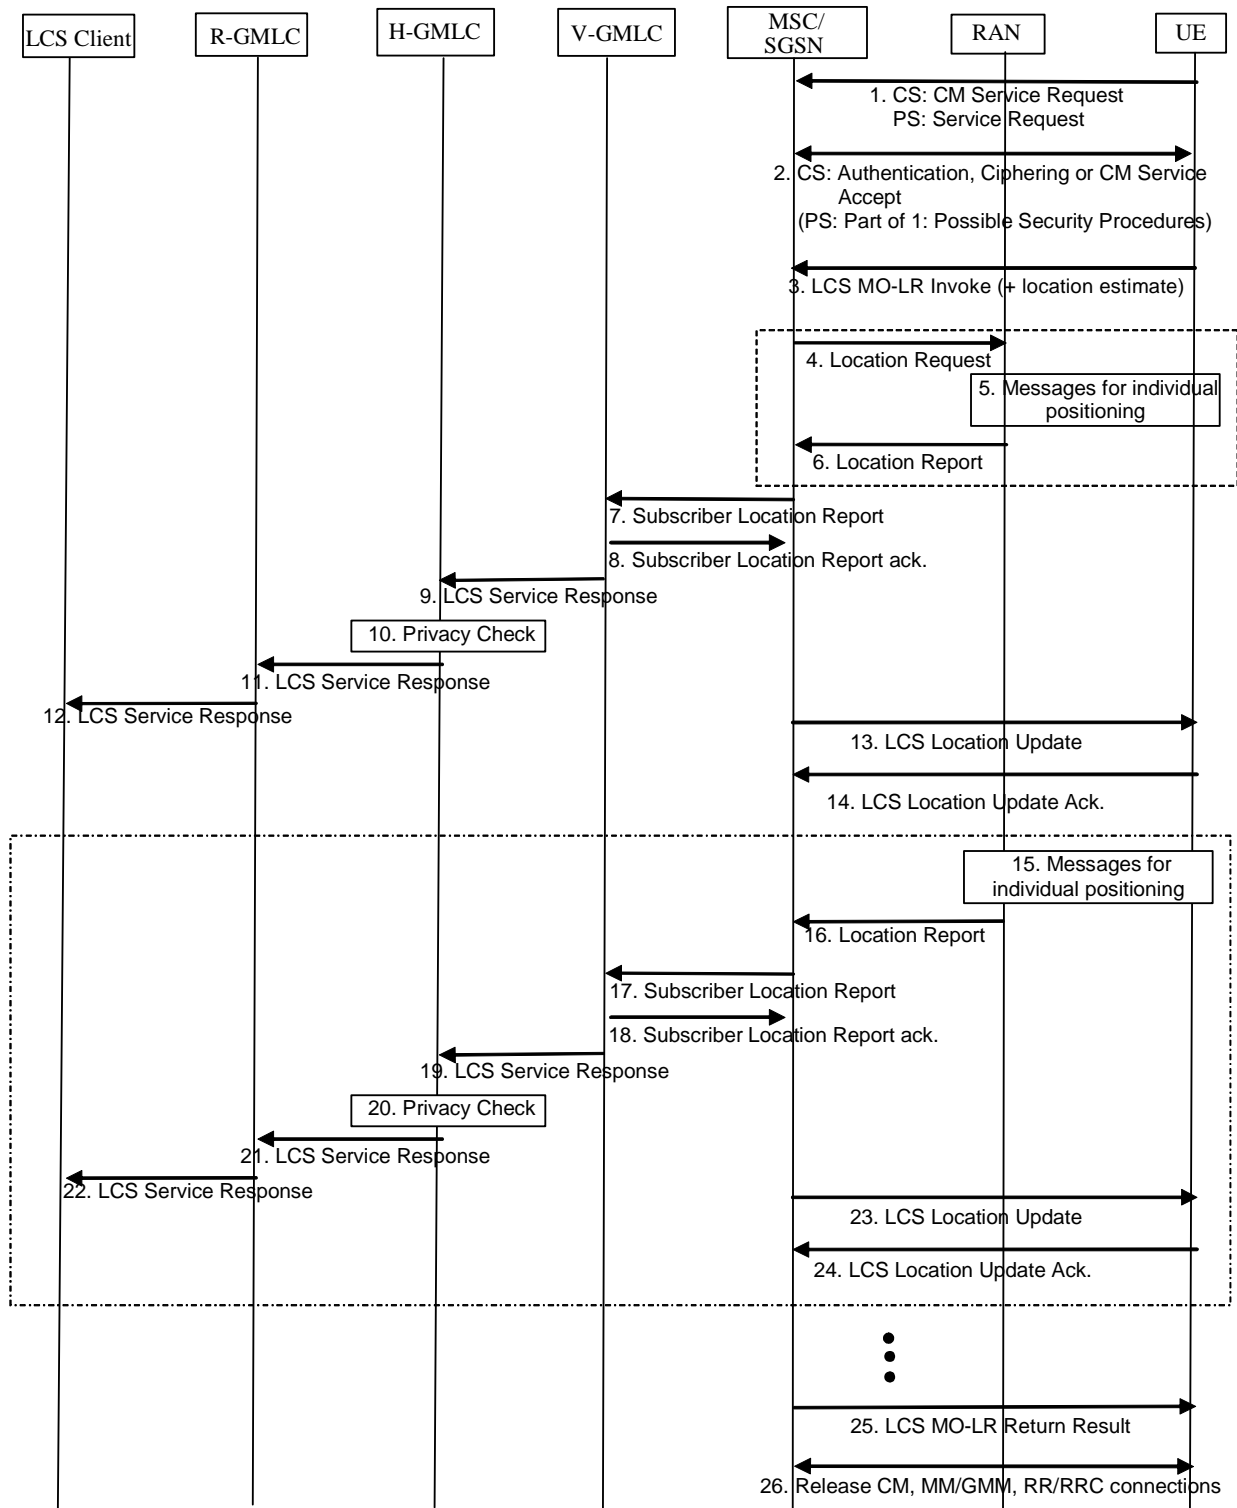 LCS Client
R-GMLC
H-GMLC
V-GMLC
MSC/
SGSN
RAN
UE
1. CS: CM Service Request
PS: Service Request
2. CS: Authentication, Ciphering or CM Service
Accept
(PS: Part of 1: Possible Security Procedures)
3. LCS MO-LR Invoke (+ location estimate)
4. Location Request
5. Messages for individual
positioning
6. Location Report
7. Subscriber Location Report
8. Subscriber Location Report ack.
9. LCS Service Response
10. Privacy Check
11. LCS Service Response
12. LCS Service Response
13. LCS Location Update
14. LCS Location Update Ack.
15. Messages for
individual positioning
16. Location Report
17. Subscriber Location Report
18. Subscriber Location Report ack.
19. LCS Service Response
20. Privacy Check
21. LCS Service Response
22. LCS Service Response
23. LCS Location Update
24. LCS Location Update Ack.
25. LCS MO-LR Return Result
26. Release CM, MM/GMM, RR/RRC connections